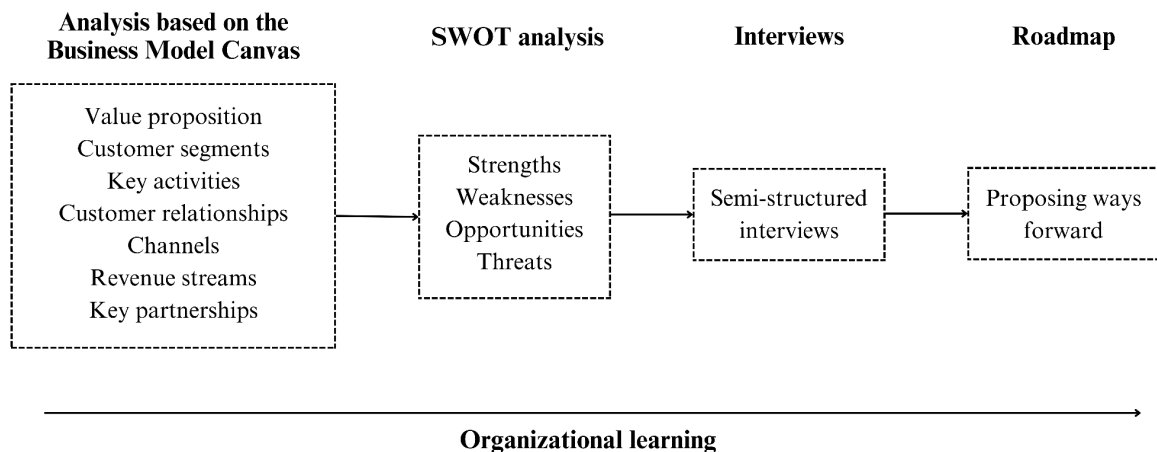 Analysis based on the
Business Model Canvas
SWOT analysis
Interviews
Roadmap
Value proposition
Customer segments
Key activities
Customer relationships
Channels
Revenue streams
Key partnerships
Strengths
Weaknesses
Opportunities
Threats
Semi-structured
interviews
Proposing ways
forward
Organizational learning